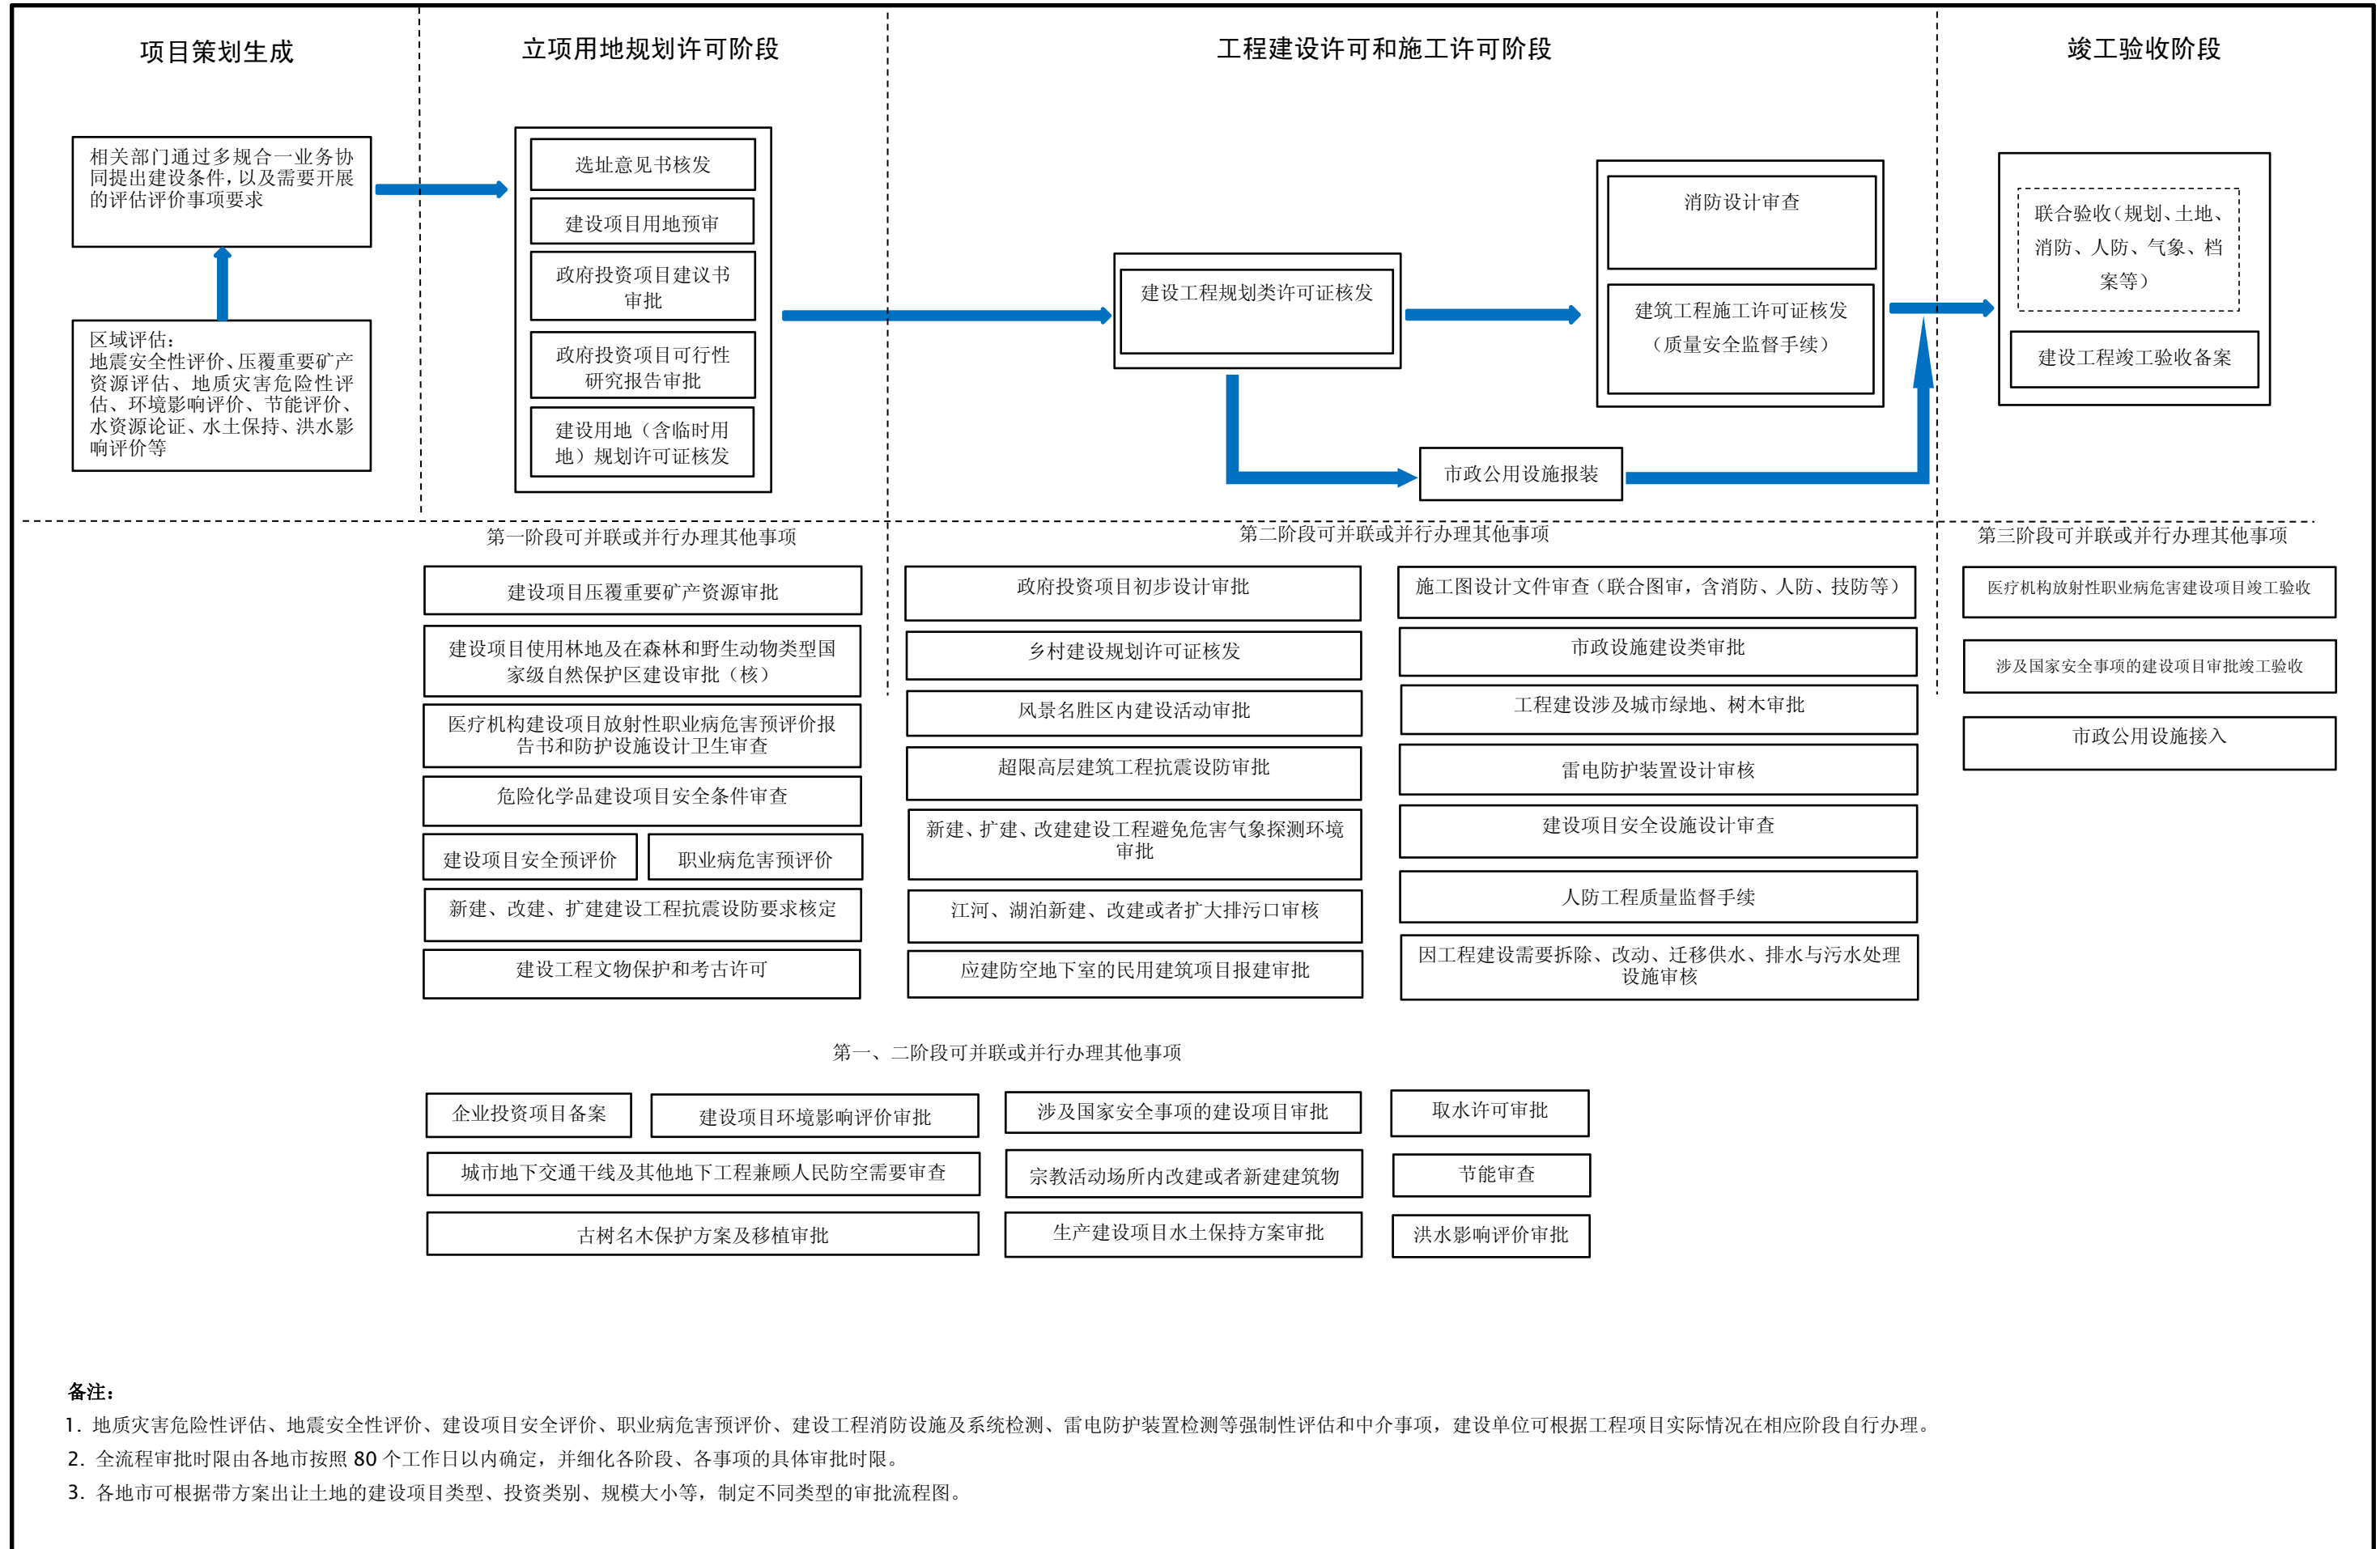 项目策划生成
立项用地规划许可阶段
工程建设许可和施工许可阶段
竣工验收阶段
相关部门通过多规合一业务协
同提出建设条件，以及需要开展
的评估评价事项要求
区域评估：
地震安全性评价、压覆重要矿产
资源评估、地质灾害危险性评
估、环境影响评价、节能评价、
水资源论证、水土保持、洪水影
响评价等
选址意见书核发
建设项目用地预审
政府投资项目建议书
审批
政府投资项目可行性
研究报告审批
建设用地（含临时用
地）规划许可证核发
建设工程规划类许可证核发
消防设计审查
建筑工程施工许可证核发
（质量安全监督手续）
市政公用设施报装
联合验收（规划、土地、
消防、人防、气象、档
案等）
建设工程竣工验收备案
第一阶段可并联或并行办理其他事项
建设项目压覆重要矿产资源审批
建设项目使用林地及在森林和野生动物类型国
家级自然保护区建设审批（核）
医疗机构建设项目放射性职业病危害预评价报
告书和防护设施设计卫生审查
危险化学品建设项目安全条件审查
建设项目安全预评价
职业病危害预评价
新建、改建、扩建建设工程抗震设防要求核定
建设工程文物保护和考古许可
第二阶段可并联或并行办理其他事项
政府投资项目初步设计审批
乡村建设规划许可证核发
风景名胜区内建设活动审批
超限高层建筑工程抗震设防审批
新建、扩建、改建建设工程避免危害气象探测环境
审批
江河、湖泊新建、改建或者扩大排污口审核
应建防空地下室的民用建筑项目报建审批
施工图设计文件审查（联合图审，含消防、人防、技防等）
市政设施建设类审批
工程建设涉及城市绿地、树木审批
雷电防护装置设计审核
建设项目安全设施设计审查
人防工程质量监督手续
因工程建设需要拆除、改动、迁移供水、排水与污水处理
设施审核
第三阶段可并联或并行办理其他事项
医疗机构放射性职业病危害建设项目竣工验收
涉及国家安全事项的建设项目审批竣工验收
市政公用设施接入
第一、二阶段可并联或并行办理其他事项
企业投资项目备案
建设项目环境影响评价审批
涉及国家安全事项的建设项目审批
取水许可审批
城市地下交通干线及其他地下工程兼顾人民防空需要审查
宗教活动场所内改建或者新建建筑物
节能审查
古树名木保护方案及移植审批
生产建设项目水土保持方案审批
洪水影响评价审批
备注：
1. 地质灾害危险性评估、地震安全性评价、建设项目安全评价、职业病危害预评价、建设工程消防设施及系统检测、雷电防护装置检测等强制性评估和中介事项，建设单位可根据工程项目实际情况在相应阶段自行办理。
2. 全流程审批时限由各地市按照 80 个工作日以内确定，并细化各阶段、各事项的具体审批时限。
3. 各地市可根据带方案出让土地的建设项目类型、投资类别、规模大小等，制定不同类型的审批流程图。